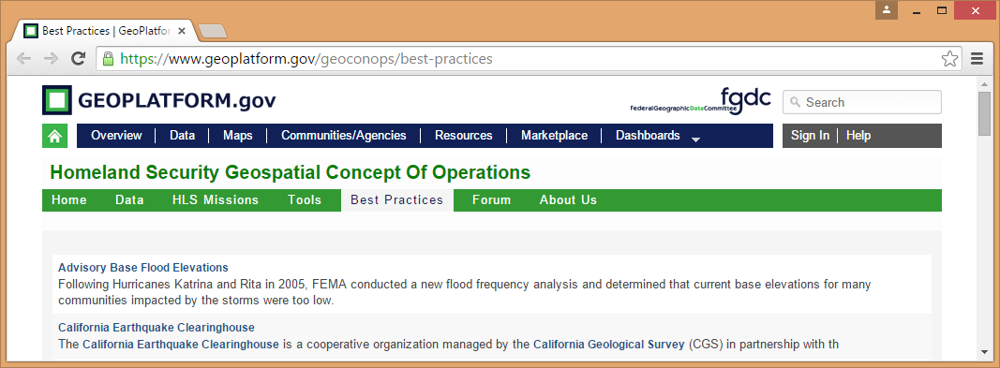 Best Practices | GeoPlatfor
https://www.geoplatform.gov/geoconops/best-practices
GEOPLATFORM.gov
fgdc
FederalGeographicDataCommittee
Search
Overview Data Maps Communities/Agencies Resources Marketplace Dashboards Sign In Help
Homeland Security Geospatial Concept Of Operations
Home Data HLS Missions Tools Best Practices Forum About Us
Advisory Base Flood Elevations
Following Hurricanes Katrina and Rita in 2005, FEMA conducted a new flood frequency analysis and determined that current base elevations for many
communities impacted by the storms were too low.
California Earthquake Clearinghouse
The California Earthquake Clearinghouse is a cooperative organization managed by the California Geological Survey (CGS) in partnership with th